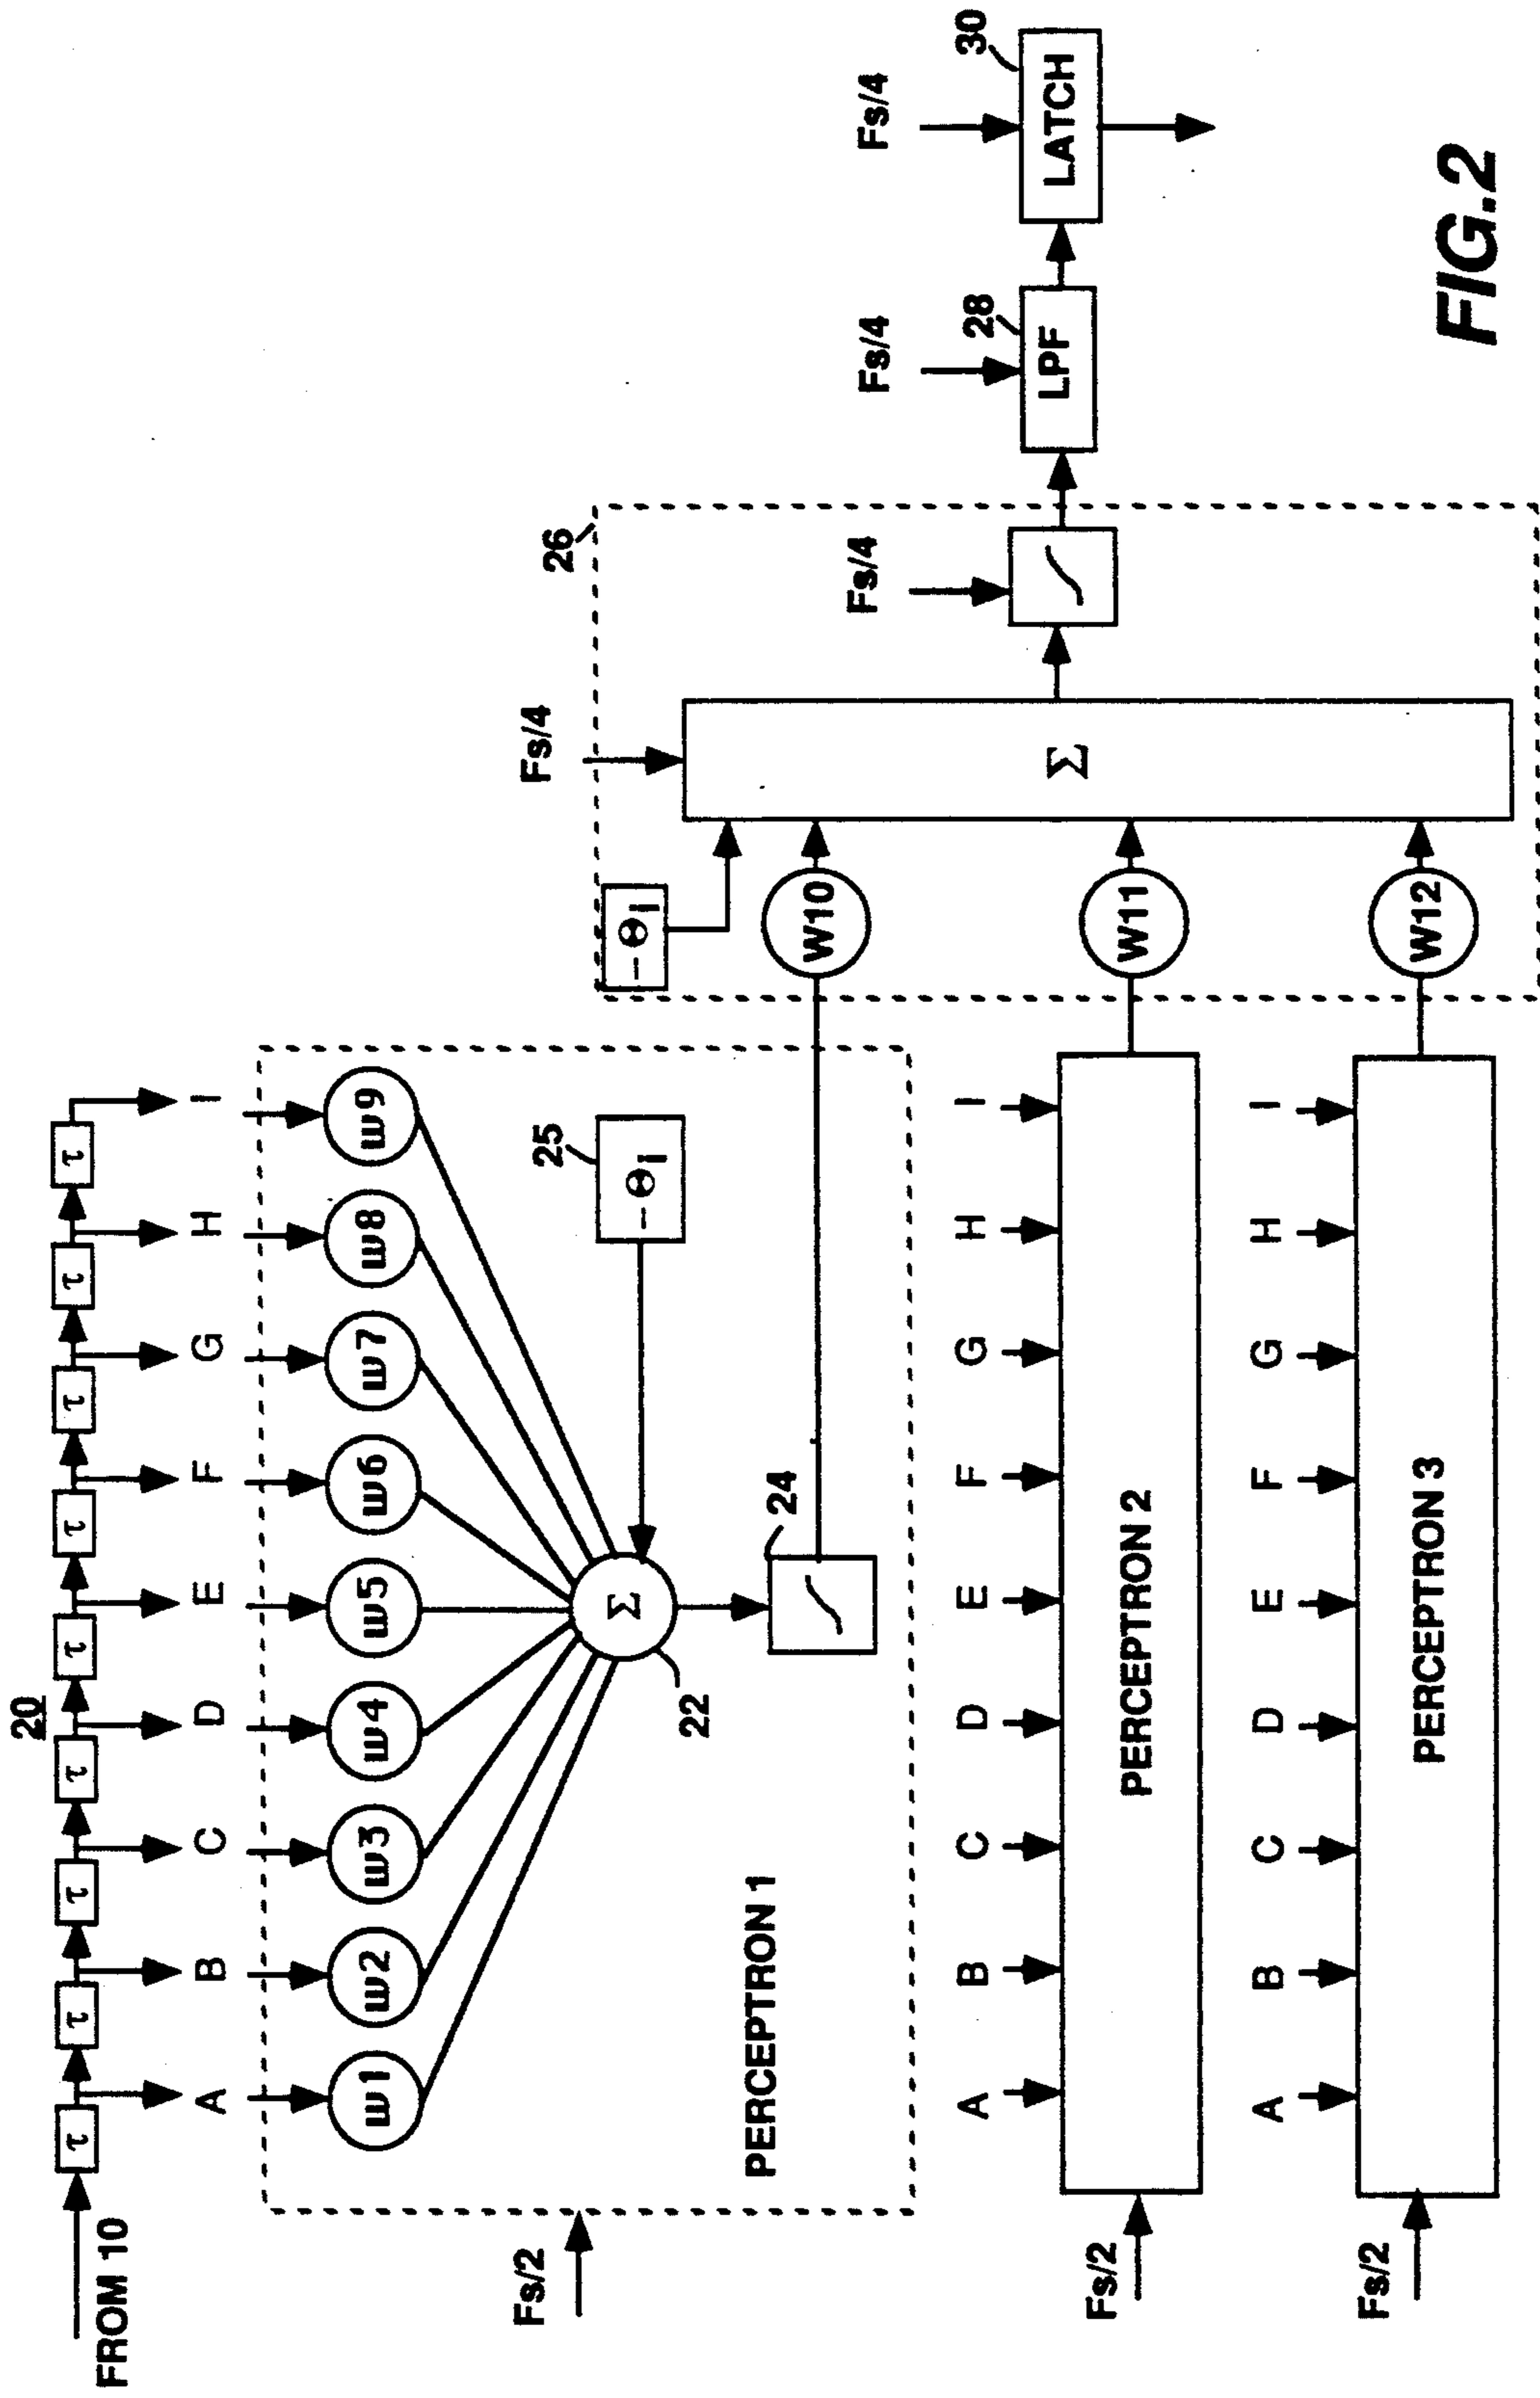 20
τ τ τ τ τ τ τ τ τ
FROM 10
A B C D E F G H I
w1 w2 w3 w4 w5 w6 w7 w8 w9
Fs/2
25
-Θi
Σ
22
24
PERCEPTRON 1
Fs/4
26
-Θi
W10
Σ
Fs/4
Fs/4
28
LPF
Fs/4
30
LATCH
A B C D E F G H I
Fs/2
PERCEPTRON 2
W11
A B C D E F G H I
Fs/2
PERCEPTRON 3
W12
FIG.2